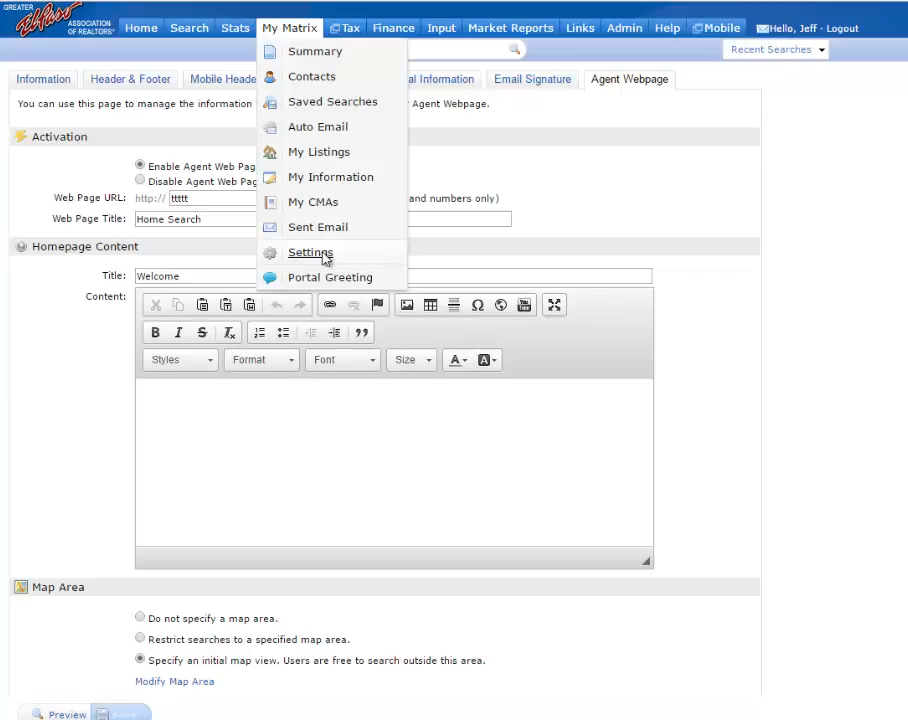 GREATER
El Paso
ASSOCIATION
OF REALTORS®
Home Search Stats My Matrix Tax Finance Input Market Reports Links Admin Help Mobile Hello, Jeff · Logout
Recent Searches
Summary
Contacts
Saved Searches
Auto Email
My Listings
My Information
My CMAs
Sent Email
Settings
Portal Greeting
Information Header & Footer Mobile Heade al Information Email Signature Agent Webpage
You can use this page to manage the information Agent Webpage.
Activation
Enable Agent Web Pag
Disable Agent Web Pag
Web Page URL: http:// ttttt and numbers only)
Web Page Title: Home Search
Homepage Content
Title: Welcome
Content:
B I S Tx
Styles Format Font Size A A
Map Area
Do not specify a map area.
Restrict searches to a specified map area.
Specify an initial map view. Users are free to search outside this area.
Modify Map Area
Preview